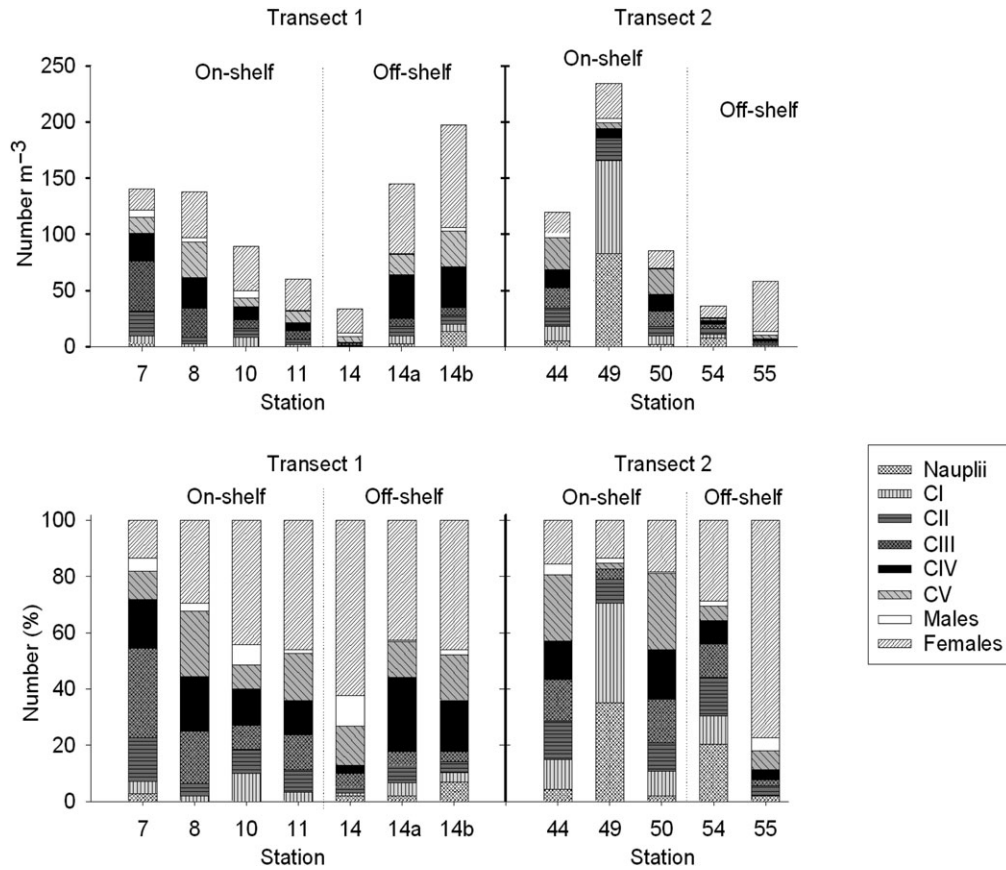 Transect 1 Transect 2
On-shelf Off-shelf On-shelf Off-shelf
Number m−3
250
200
150
100
50
0
7 8 10 11 14 14a 14b 44 49 50 54 55
Station Station
Transect 1 Transect 2
On-shelf Off-shelf On-shelf Off-shelf
Number (%)
100
80
60
40
20
0
7 8 10 11 14 14a 14b 44 49 50 54 55
Station Station
Nauplii
CI
CII
CIII
CIV
CV
Males
Females